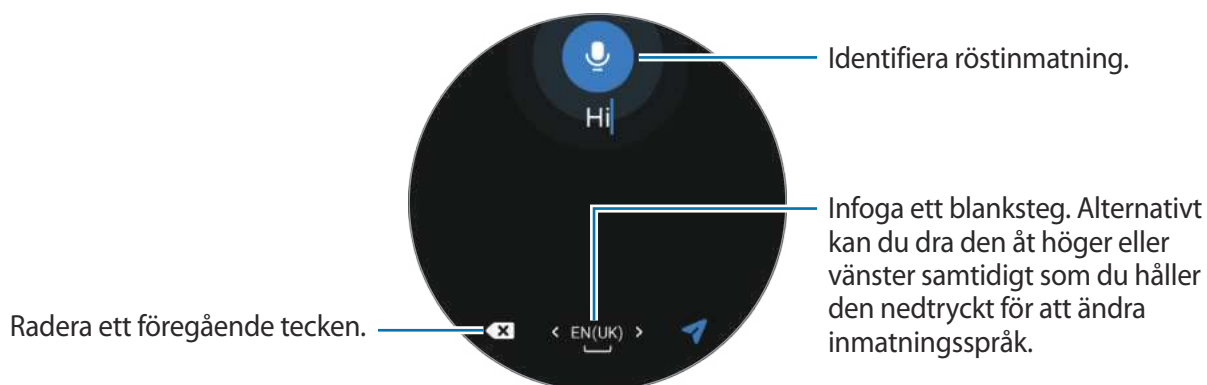 Identifiera röstinmatning.
Hi
Infoga ett blanksteg. Alternativt
kan du dra den åt höger eller
vänster samtidigt som du håller
den nedtryckt för att ändra
inmatningsspråk.
Radera ett föregående tecken.
< EN(UK) >